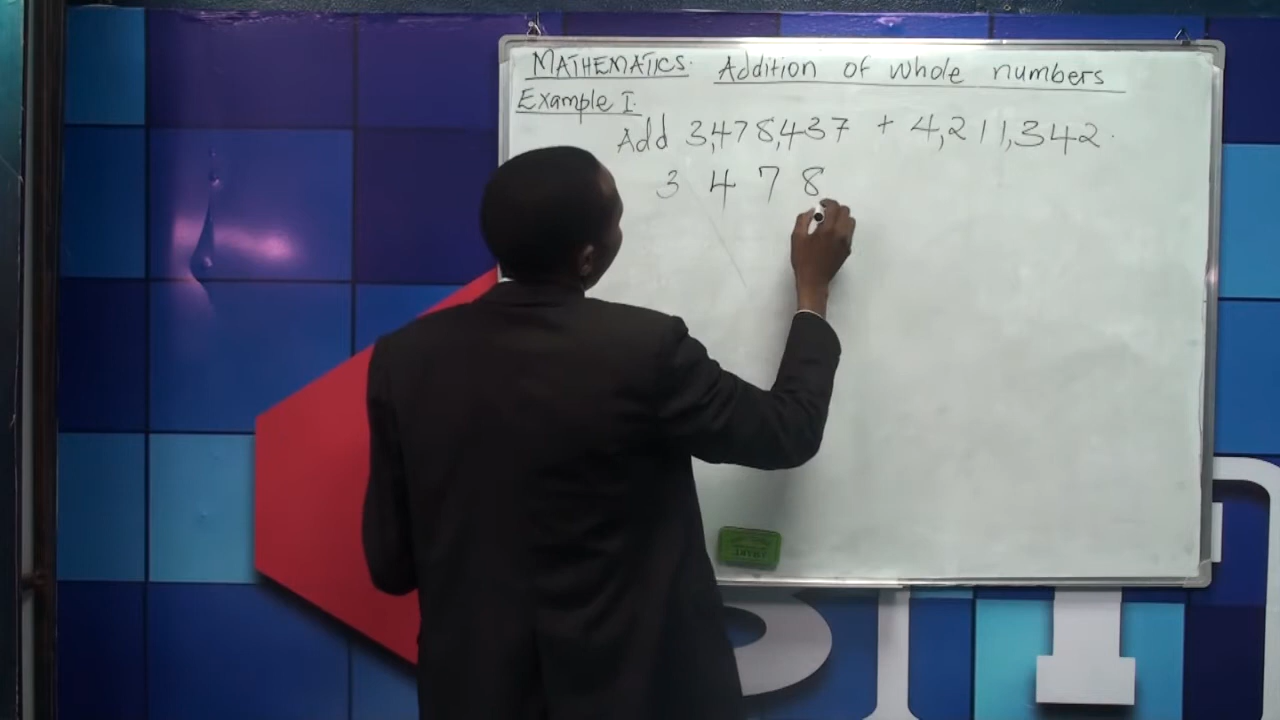 MATHEMATICS. Addition of whole numbers
Example I.
Add 3,478,437 + 4,211,342.
3 4 7 8